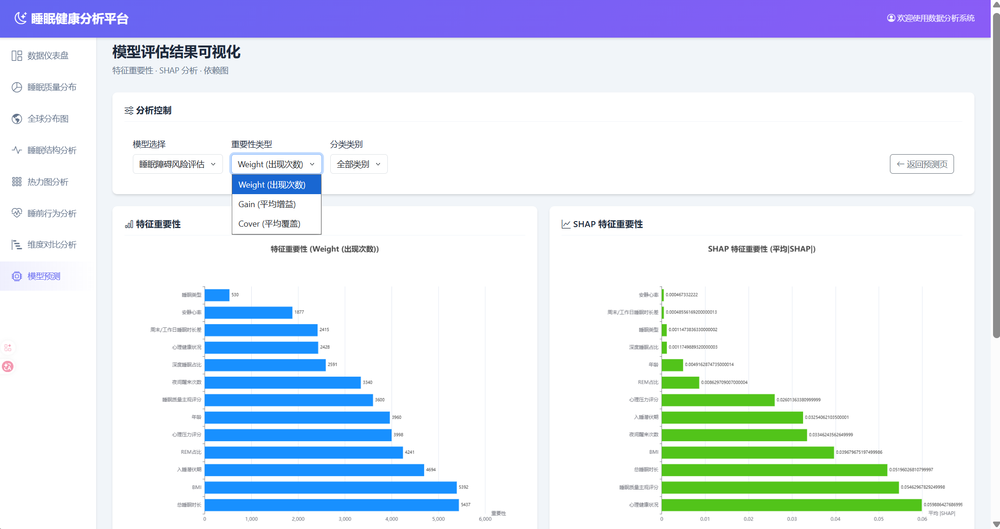 睡眠健康分析平台
欢迎使用数据分析系统
数据仪表盘
睡眠质量分布
全球分布图
睡眠结构分析
热力图分析
睡前行为分析
维度对比分析
模型预测
模型评估结果可视化
特征重要性 · SHAP 分析 · 依赖图
分析控制
模型选择
重要性类型
分类类别
睡眠障碍风险评估
Weight (出现次数)
全部类别
← 返回预测页
Weight (出现次数)
Gain (平均增益)
Cover (平均覆盖)
特征重要性
特征重要性 (Weight (出现次数))
睡眠类型 530
安静心率 1877
周末/工作日睡眠时长差 2415
心理健康状况 2428
深度睡眠占比 2591
夜间醒来次数 3340
睡眠质量主观评分 3600
年龄 3960
心理压力评分 3998
REM占比 4241
入睡潜伏期 4694
BMI 5392
总睡眠时长 5437
重要性
0 1,000 2,000 3,000 4,000 5,000 6,000
SHAP 特征重要性
SHAP 特征重要性 (平均|SHAP|)
安静心率 0.000467332222
周末/工作日睡眠时长差 0.00048556169200000013
睡眠类型 0.0011473836330000002
深度睡眠占比 0.0011749889320000003
年龄 0.0049162874735000014
REM占比 0.008629709007000004
心理压力评分 0.02601363380999999
入睡潜伏期 0.03254062103500001
夜间醒来次数 0.03346243562649999
BMI 0.039679675197499986
总睡眠时长 0.05196026810799997
睡眠质量主观评分 0.05462967829249998
心理健康状况 0.059886427686999
平均 |SHAP|
0 0.01 0.02 0.03 0.04 0.05 0.06